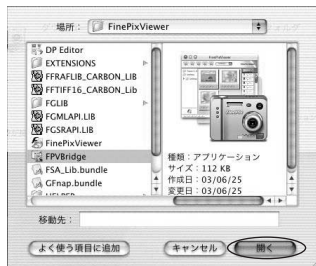 場所： FinePixViewer
DP Editor
EXTENSIONS
FFRAFLIB_CARBON_LIB
FFTIFF16_CARBON_Lib
FGLIB
FGMLAPI.LIB
FGSRAPI.LIB
FinePixViewer
FPVBridge
FSA_Lib.bundle
GFnap.bundle
HELPER
種類：アプリケーション
サイズ：112 KB
作成日：03/06/25
変更日：03/06/25
移動先：
よく使う項目に追加
キャンセル
開く